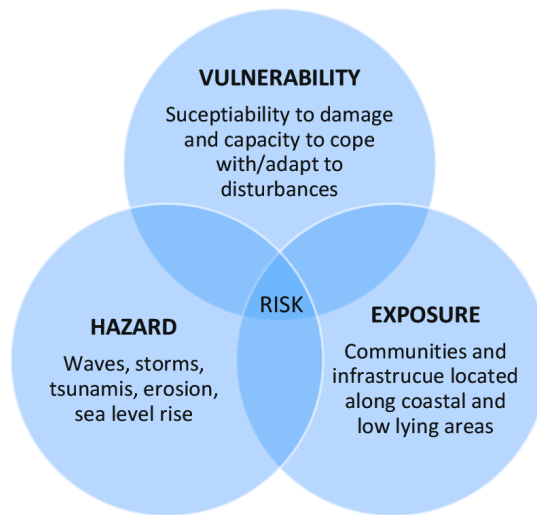 VULNERABILITY
Suceptiability to damage
and capacity to cope
with/adapt to
disturbances
RISK
HAZARD
Waves, storms,
tsunamis, erosion,
sea level rise
EXPOSURE
Communities and
infrastrucue located
along coastal and
low lying areas